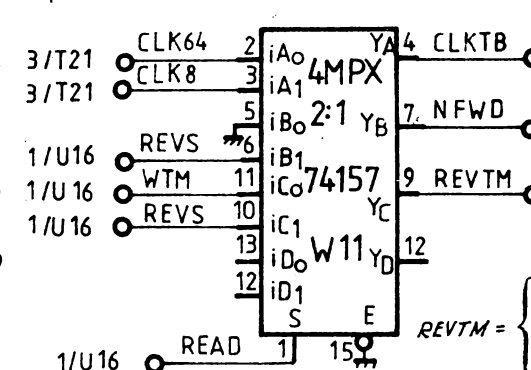 3/T21 CLK64 2 iA0 YA 4 CLKTB
3/T21 CLK8 3 iA1 4MPX
5 iB0 2:1 YB 7 NFWD
1/U16 REVS 6 iB1
1/U16 WTM 11 iC0 74157 9 REVTM
1/U16 REVS 10 iC1 YC
13 iD0 W11 YD 12
12 iD1
S E
REVTM = {
1/U16 READ 1 15